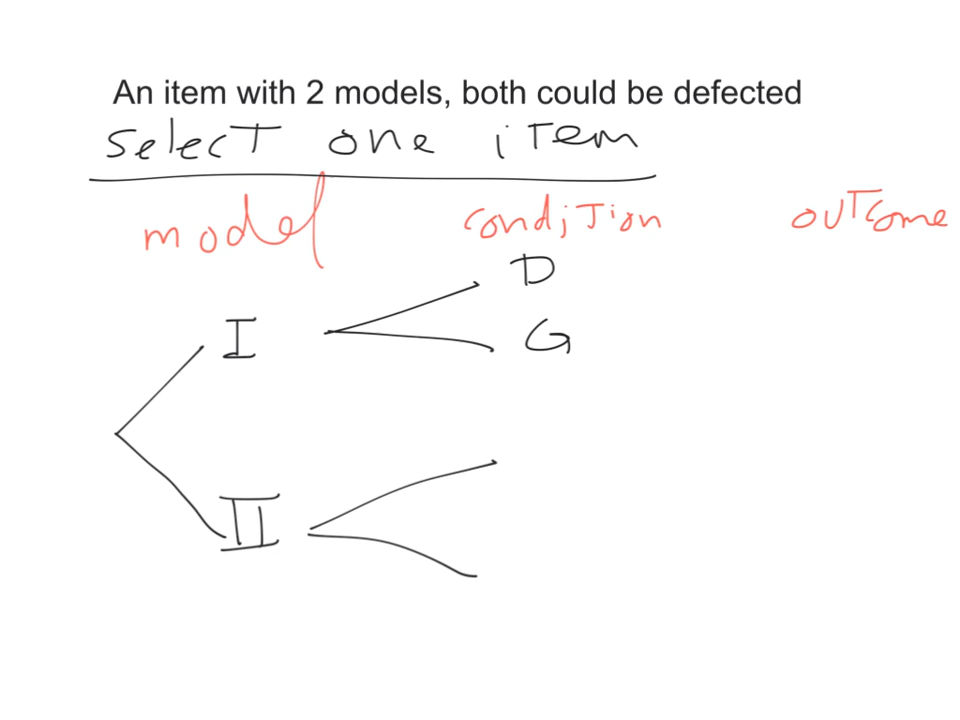 An item with 2 models, both could be defected
select one item
model condition outcome
D
I G
II